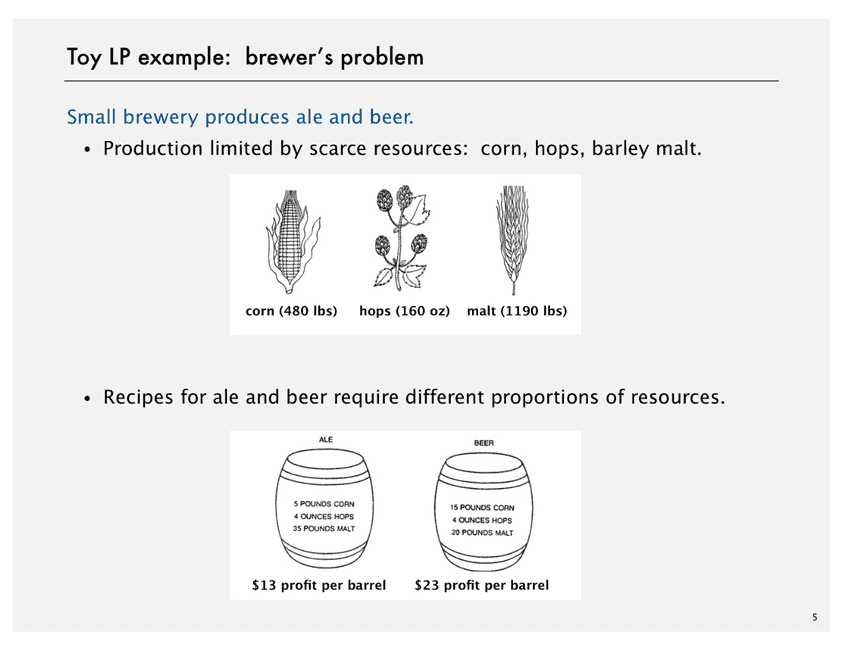 Toy LP example: brewer’s problem
Small brewery produces ale and beer.
• Production limited by scarce resources: corn, hops, barley malt.
corn (480 lbs) hops (160 oz) malt (1190 lbs)
• Recipes for ale and beer require different proportions of resources.
ALE
5 POUNDS CORN
4 OUNCES HOPS
35 POUNDS MALT
BEER
15 POUNDS CORN
4 OUNCES HOPS
20 POUNDS MALT
$13 profit per barrel $23 profit per barrel
5